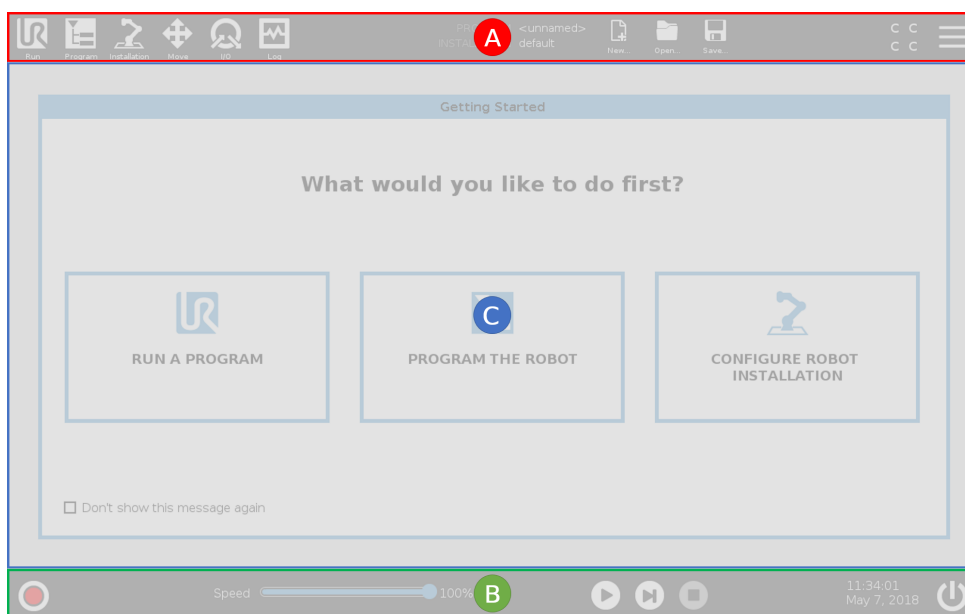 Run Program Installation Move I/O Log
PR <unnamed>
INSTA default
New... Open... Save...
A
C C
C C
Getting Started
What would you like to do first?
C
RUN A PROGRAM
PROGRAM THE ROBOT
CONFIGURE ROBOT
INSTALLATION
Don't show this message again
Speed 100%
B
11:34:01
May 7, 2018